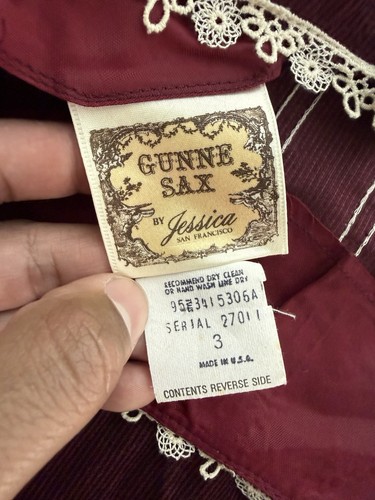 GUNNE
SAX
BY Jessica
SAN FRANCISCO
RECOMMEND DRY CLEAN
OR HAND WASH LINE DRY
SERIAL 27011
3
MADE IN U.S.A.
CONTENTS REVERSE SIDE